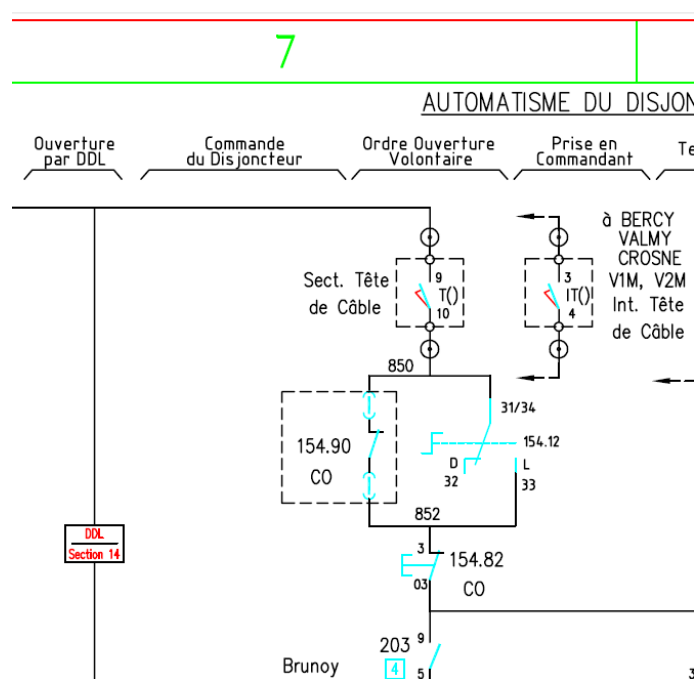 7
AUTOMATISME DU DISJON
Ouverture
par DDL
Commande
du Disjoncteur
Ordre Ouverture
Volontaire
Prise en
Commandant
Te
à BERCY
VALMY
CROSNE
V1M, V2M
Int. Tête
de Câble
Sect. Tête
de Câble
9
T()
10
3
IT()
4
850
31/34
154.90
CO
154.12
D
L
32
33
852
DDL
Section 14
3
154.82
03
CO
203
9
Brunoy
4
5
3